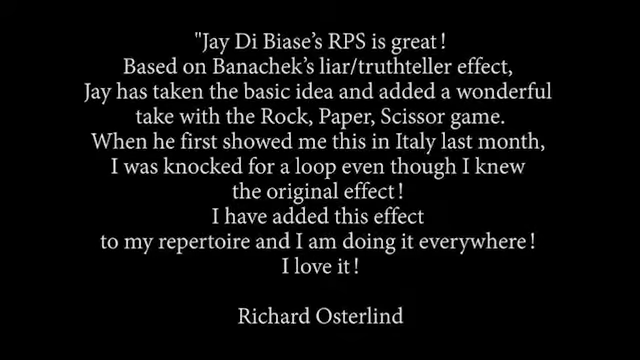 "Jay Di Biase’s RPS is great!
Based on Banachek’s liar/truthteller effect,
Jay has taken the basic idea and added a wonderful
take with the Rock, Paper, Scissor game.
When he first showed me this in Italy last month,
I was knocked for a loop even though I knew
the original effect!
I have added this effect
to my repertoire and I am doing it everywhere!
I love it!
Richard Osterlind